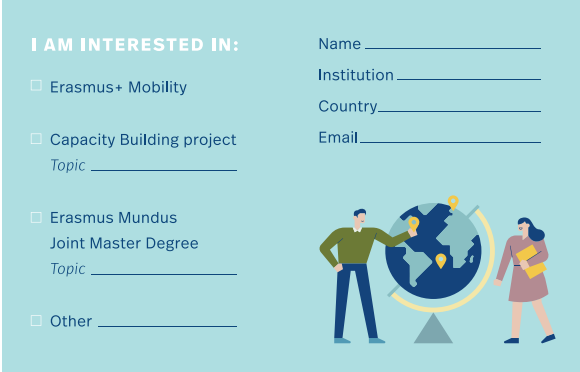 I AM INTERESTED IN:
Erasmus+ Mobility
Capacity Building project
Topic
Erasmus Mundus
Joint Master Degree
Topic
Other
Name
Institution
Country
Email